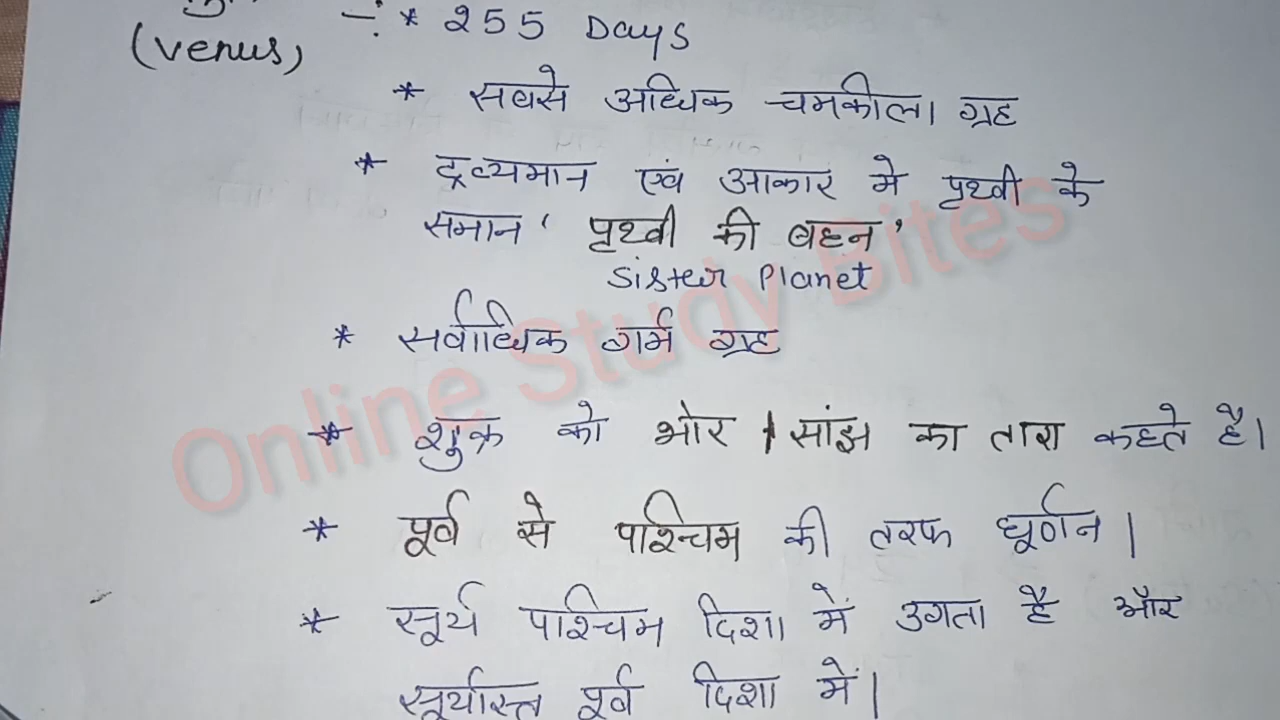 (Venus) -: * 255 Days
* सबसे अधिक चमकीला ग्रह
* द्रव्यमान एवं आकार मे पृथ्वी के
समान ' पृथ्वी की बहन '
Sister Planet
* सर्वाधिक गर्म ग्रह
* शुक्र को भोर / सांझ का तारा कहते है।
* पूर्व से पश्चिम की तरफ घूर्णन।
* सूर्य पश्चिम दिशा में उगता है और
सूर्यास्त पूर्व दिशा में।
Online Study Bites